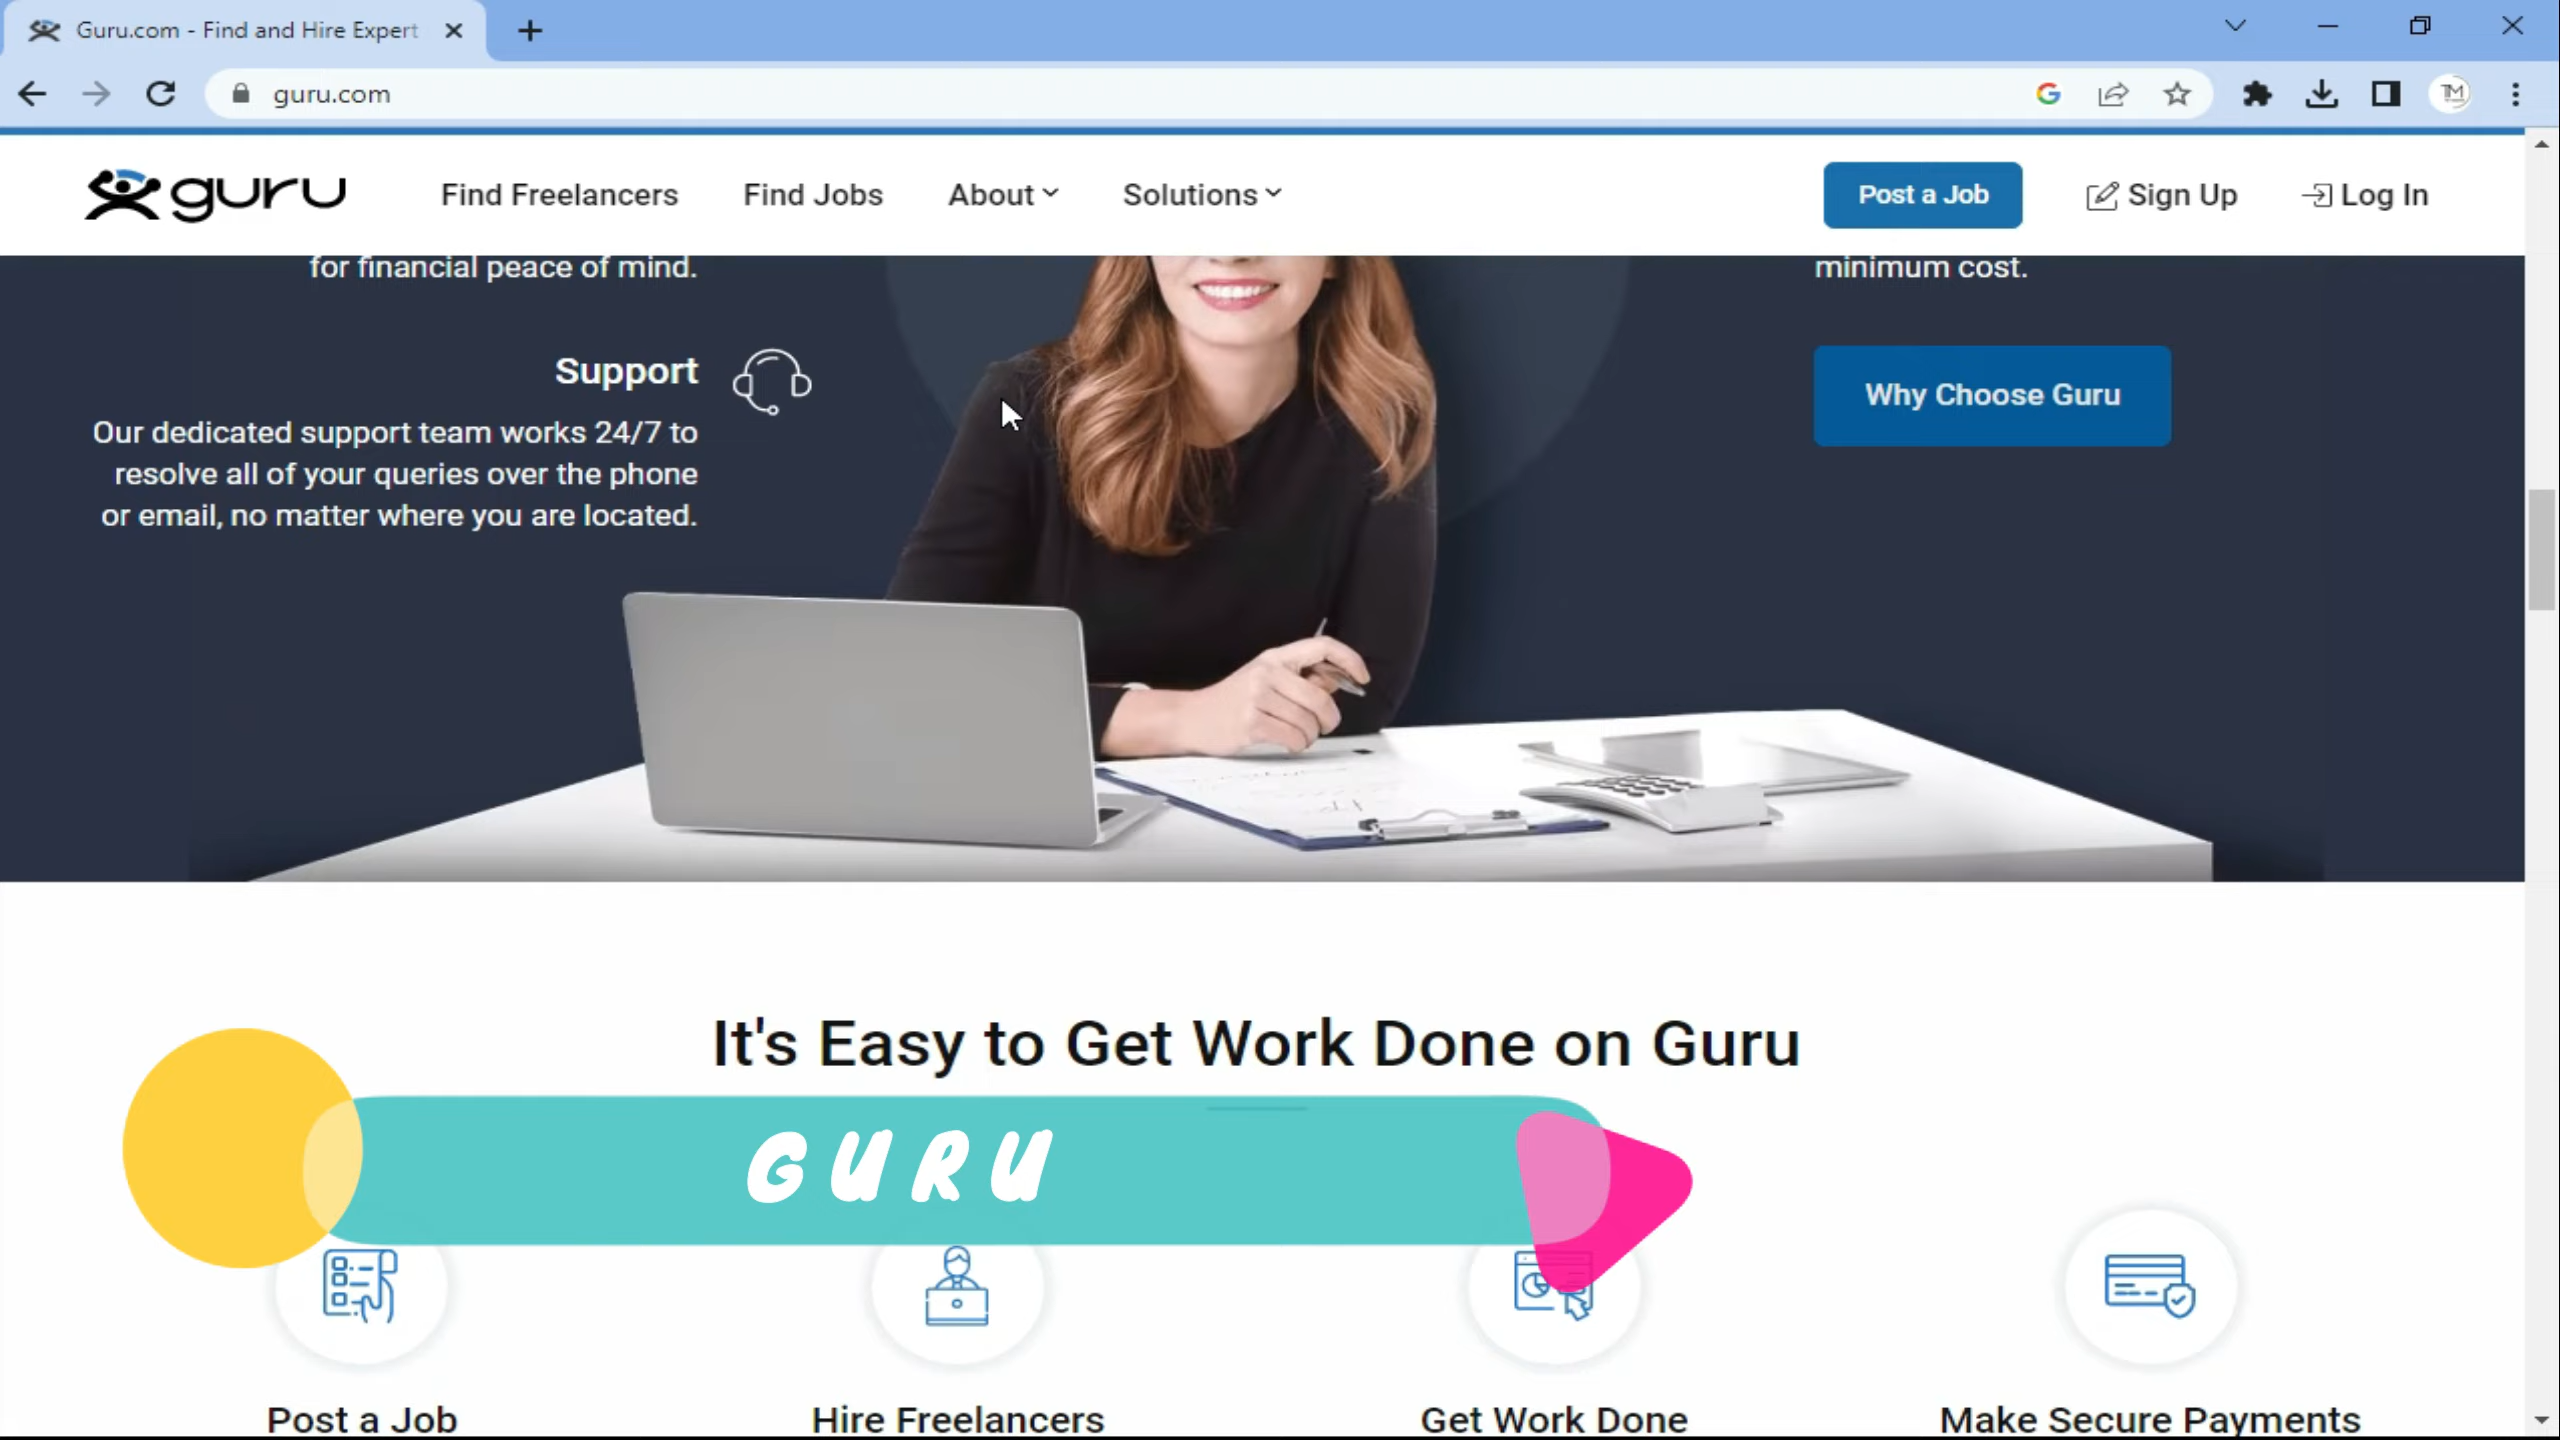 Guru.com - Find and Hire Expert
guru.com
TM
guru
Find Freelancers
Find Jobs
About
Solutions
Post a Job
Sign Up
Log In
for financial peace of mind.
minimum cost.
Support
Our dedicated support team works 24/7 to
resolve all of your queries over the phone
or email, no matter where you are located.
Why Choose Guru
It's Easy to Get Work Done on Guru
GURU
Post a Job
Hire Freelancers
Get Work Done
Make Secure Payments